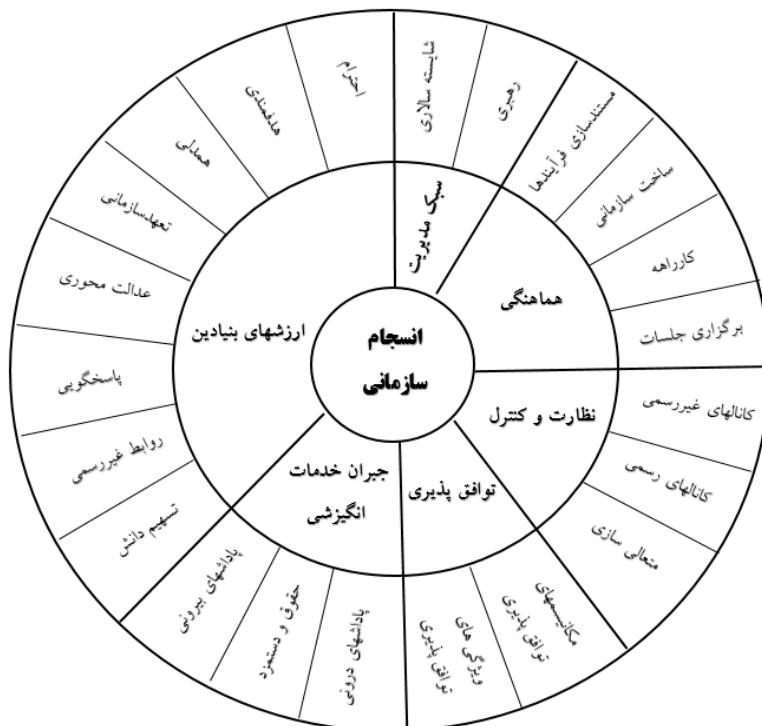 انسجام
سازمانی
سبک مدیریت
هماهنگی
نظارت و کنترل
توافق پذیری
جبران خدمات
انگیزشی
ارزشهای بنیادین
شایسته سالاری
رهبری
مستندسازی فرآیندها
ساخت سازمانی
کارراهه
برگزاری جلسات
کانالهای غیررسمی
کانالهای رسمی
متعالی سازی
مکانیسمهای
توافق پذیری
ویژگی های
توافق پذیری
پاداشهای درونی
حقوق و دستمزد
پاداشهای بیرونی
تسهیم دانش
روابط غیررسمی
پاسخگویی
عدالت محوری
تعهدسازمانی
همدلی
هدفمندی
احترام